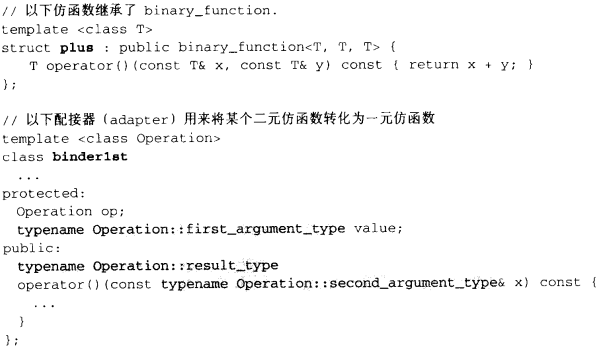 // 以下仿函数继承了 binary_function.
template <class T>
struct plus : public binary_function<T, T, T> {
    T operator()(const T& x, const T& y) const { return x + y; }
};

// 以下配接器 (adapter) 用来将某个二元仿函数转化为一元仿函数
template <class Operation>
class binder1st
  ...
protected:
  Operation op;
  typename Operation::first_argument_type value;
public:
  typename Operation::result_type
  operator()(const typename Operation::second_argument_type& x) const {
    ...
  }
};